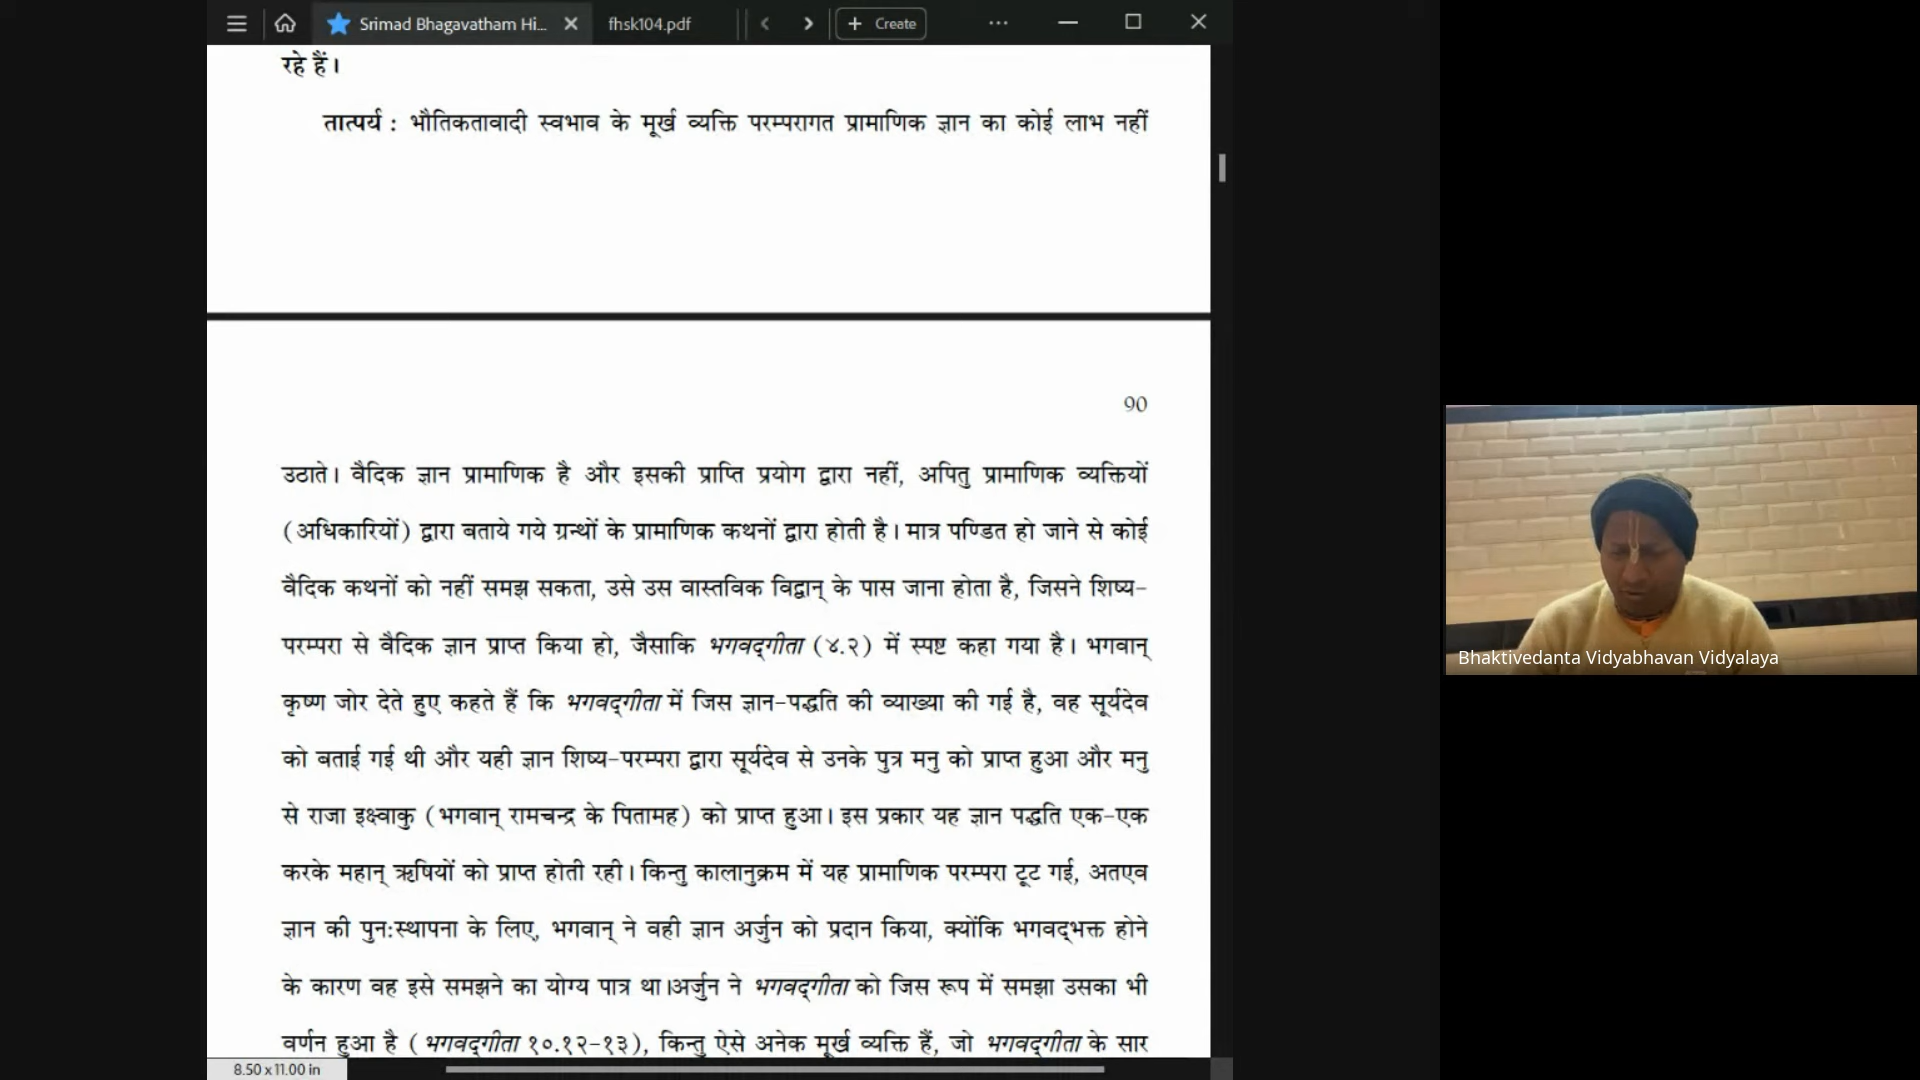 Srimad Bhagavatham Hi...
fhsk104.pdf
Create
रहे हैं।
तात्पर्य : भौतिकतावादी स्वभाव के मूर्ख व्यक्ति परम्परागत प्रामाणिक ज्ञान का कोई लाभ नहीं
90
उठाते। वैदिक ज्ञान प्रामाणिक है और इसकी प्राप्ति प्रयोग द्वारा नहीं, अपितु प्रामाणिक व्यक्तियों
(अधिकारियों) द्वारा बताये गये ग्रन्थों के प्रामाणिक कथनों द्वारा होती है। मात्र पण्डित हो जाने से कोई
वैदिक कथनों को नहीं समझ सकता, उसे उस वास्तविक विद्वान् के पास जाना होता है, जिसने शिष्य-
परम्परा से वैदिक ज्ञान प्राप्त किया हो, जैसाकि भगवद्‌गीता (४.२) में स्पष्ट कहा गया है। भगवान्
कृष्ण जोर देते हुए कहते हैं कि भगवद्‌गीता में जिस ज्ञान-पद्धति की व्याख्या की गई है, वह सूर्यदेव
को बताई गई थी और यही ज्ञान शिष्य-परम्परा द्वारा सूर्यदेव से उनके पुत्र मनु को प्राप्त हुआ और मनु
से राजा इक्ष्वाकु (भगवान् रामचन्द्र के पितामह) को प्राप्त हुआ। इस प्रकार यह ज्ञान पद्धति एक-एक
करके महान् ऋषियों को प्राप्त होती रही। किन्तु कालानुक्रम में यह प्रामाणिक परम्परा टूट गई, अतएव
ज्ञान की पुन:स्थापना के लिए, भगवान् ने वही ज्ञान अर्जुन को प्रदान किया, क्योंकि भगवद्‌भक्त होने
के कारण वह इसे समझने का योग्य पात्र था।अर्जुन ने भगवद्‌गीता को जिस रूप में समझा उसका भी
वर्णन हुआ है (भगवद्‌गीता १०.१२-१३), किन्तु ऐसे अनेक मूर्ख व्यक्ति हैं, जो भगवद्‌गीता के सार
8.50 x 11.00 in
Bhaktivedanta Vidyabhavan Vidyalaya